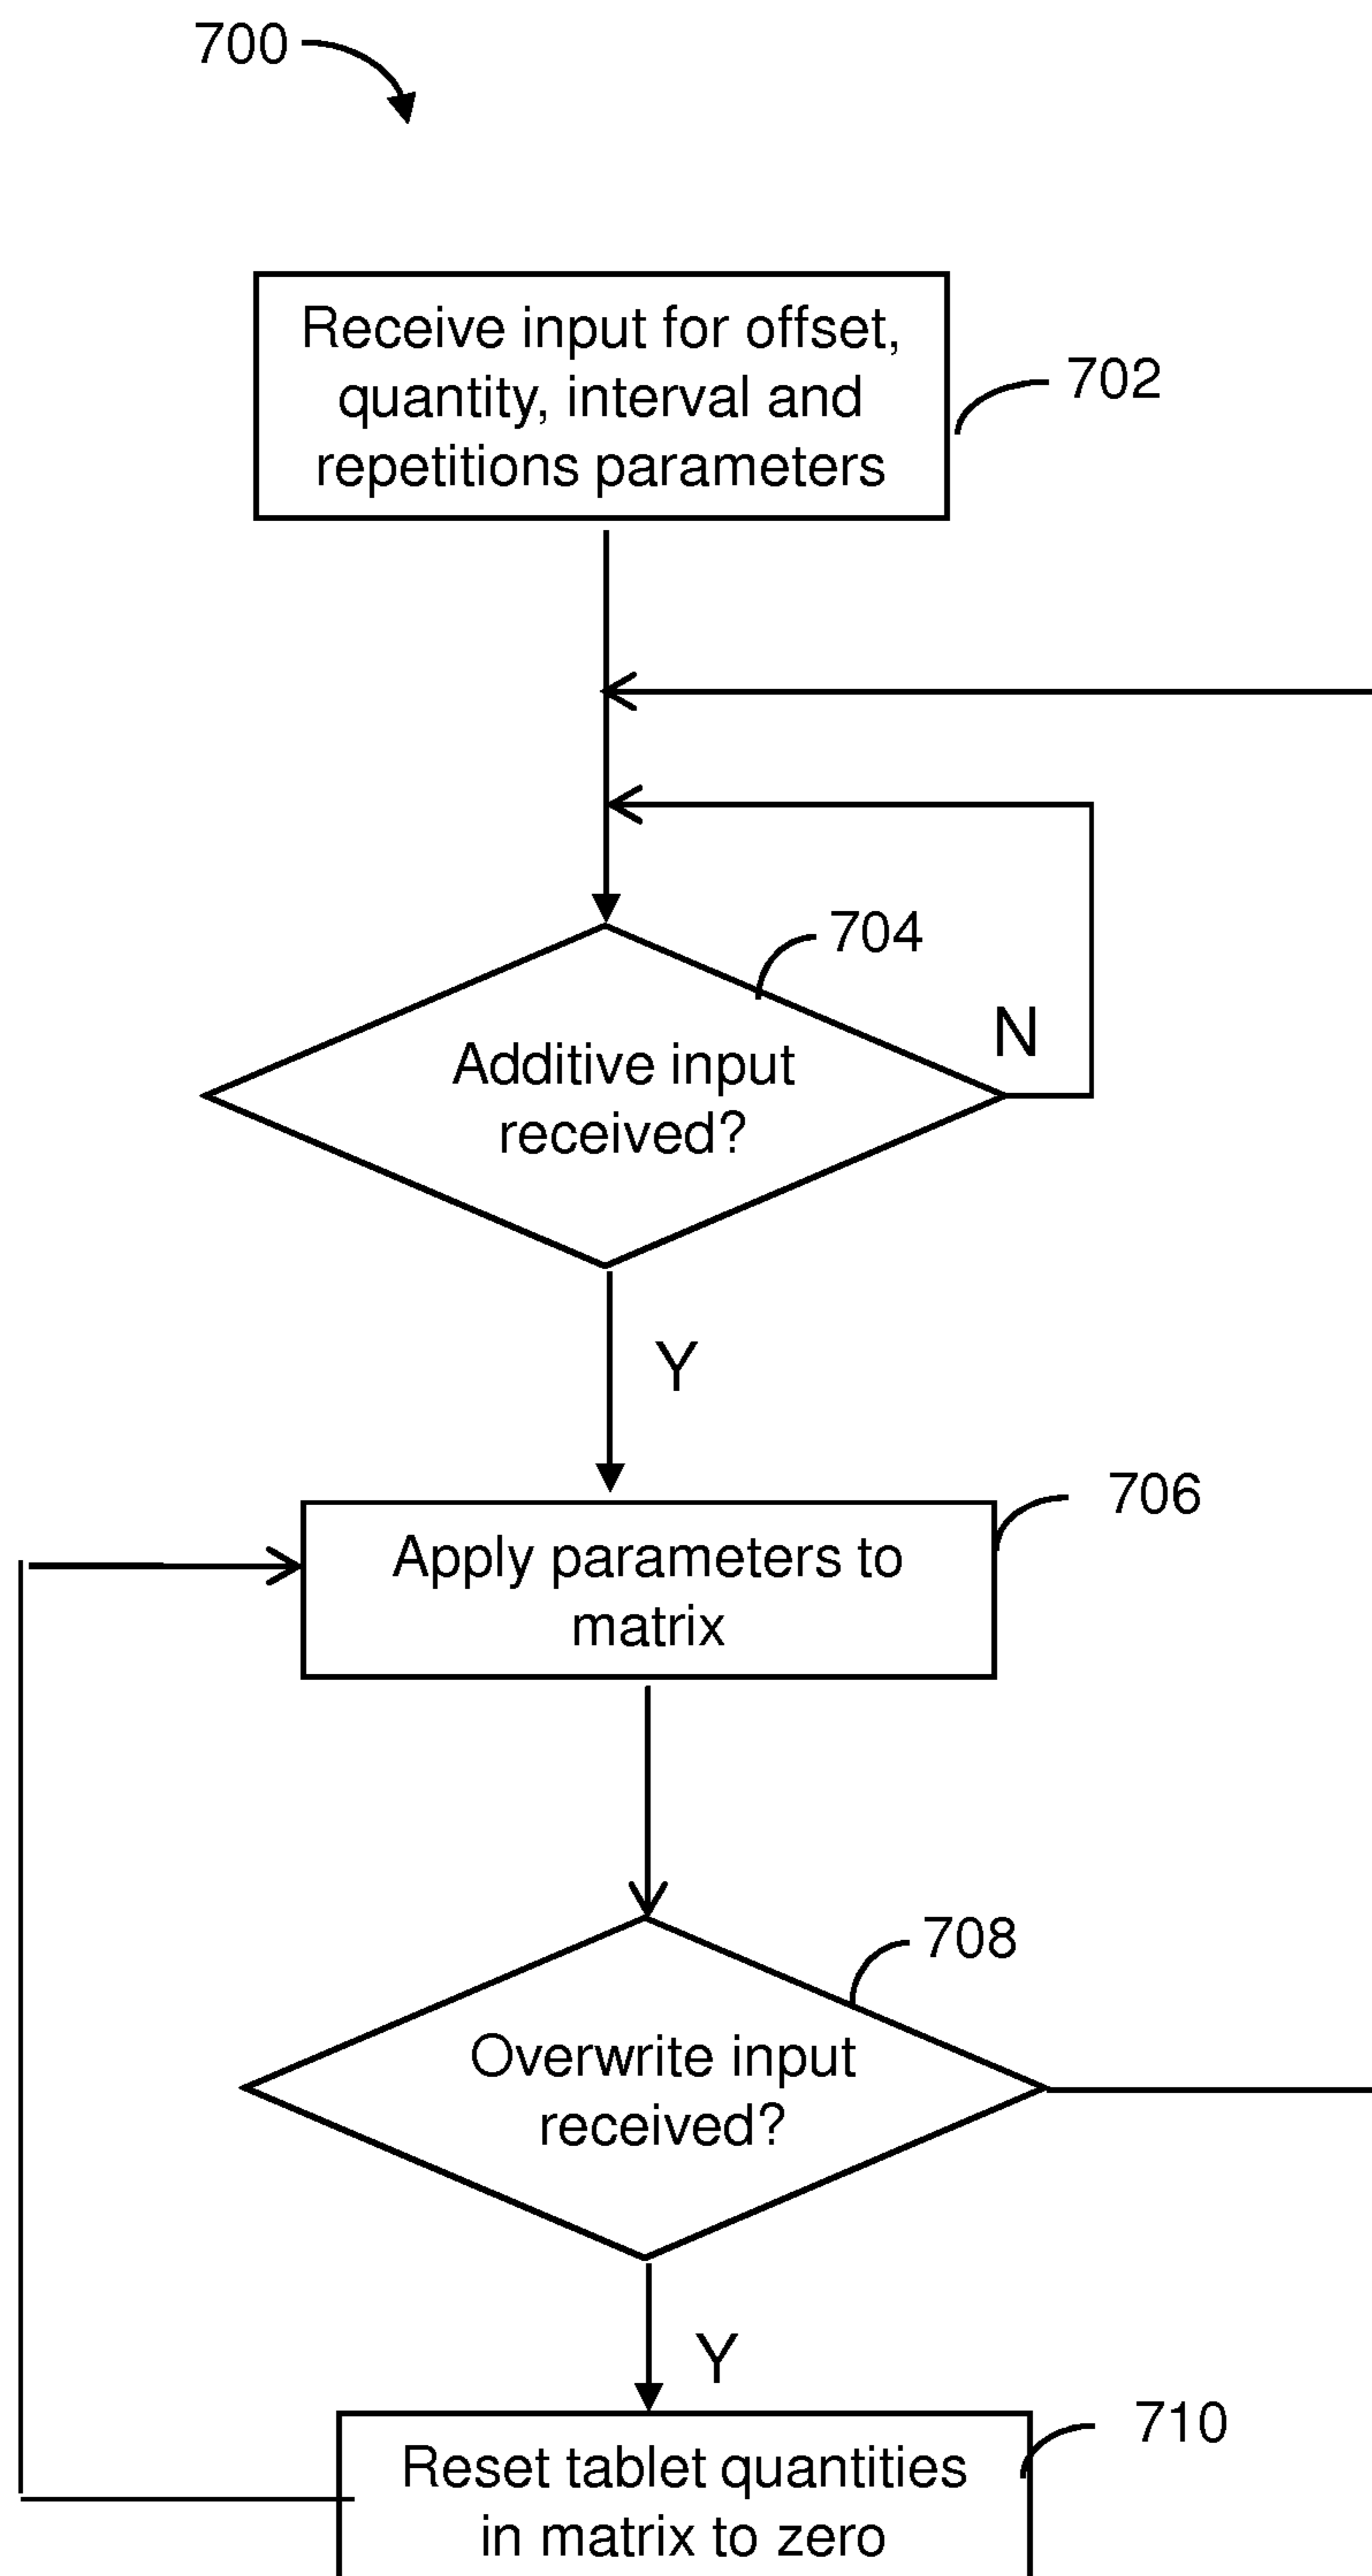 700
Receive input for offset,
quantity, interval and
repetitions parameters
702
704
N
Additive input
received?
Y
706
Apply parameters to
matrix
708
Overwrite input
received?
Y
710
Reset tablet quantities
in matrix to zero